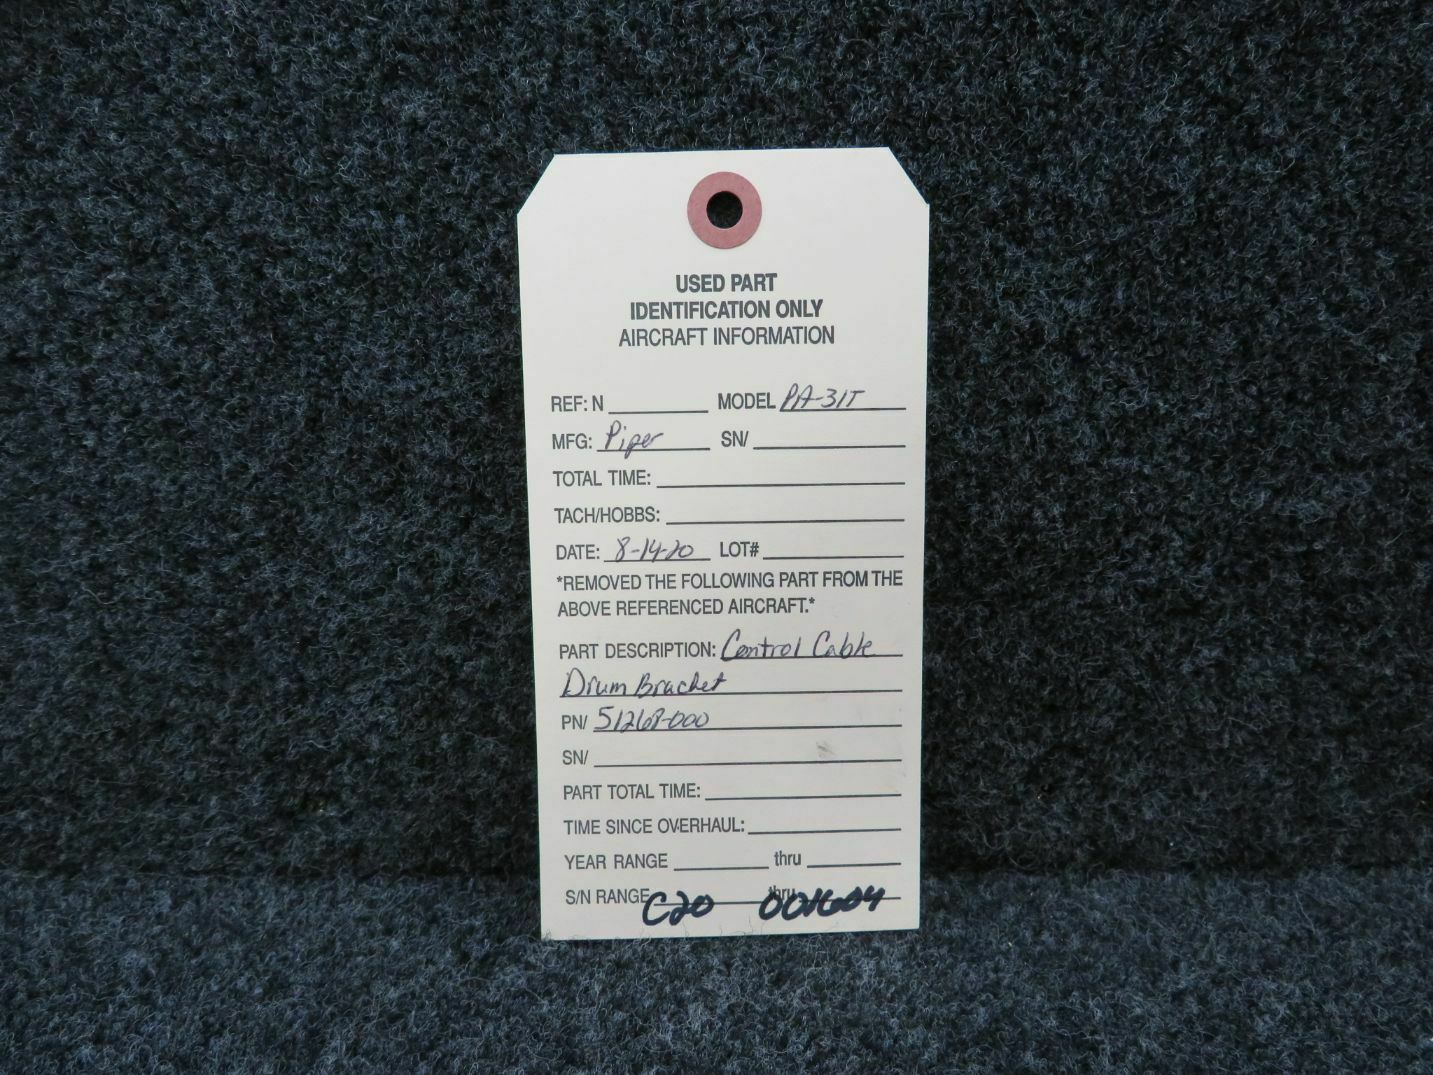 USED PART
IDENTIFICATION ONLY
AIRCRAFT INFORMATION
REF: N MODEL PA-31T
MFG: Piper SN/
TOTAL TIME:
TACH/HOBBS:
DATE: 8-14-20 LOT#
*REMOVED THE FOLLOWING PART FROM THE
ABOVE REFERENCED AIRCRAFT.*
PART DESCRIPTION: Control Cable
Drum Bracket
PN/ 51268-000
SN/
PART TOTAL TIME:
TIME SINCE OVERHAUL:
YEAR RANGE thru
S/N RANGE thru
C20 001604